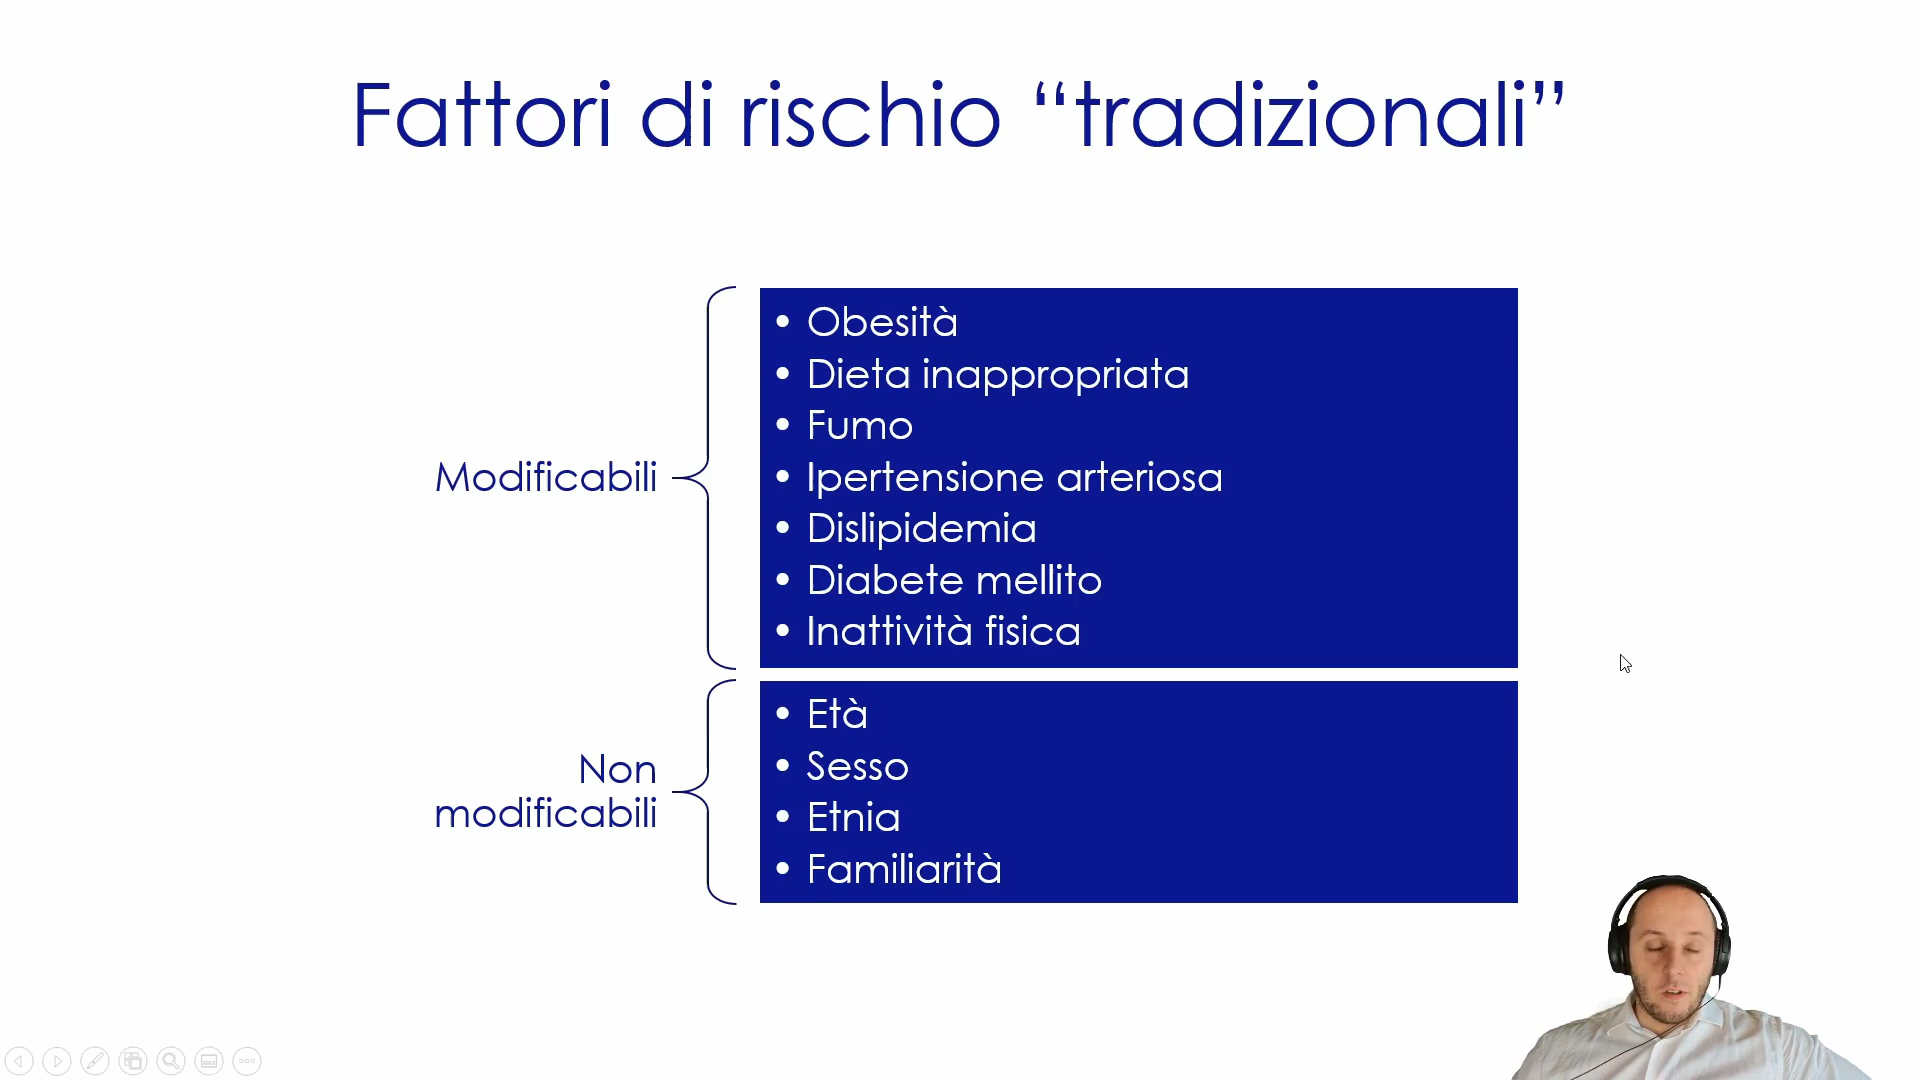 Fattori di rischio “tradizionali”
Modificabili
• Obesità
• Dieta inappropriata
• Fumo
• Ipertensione arteriosa
• Dislipidemia
• Diabete mellito
• Inattività fisica
Non
modificabili
• Età
• Sesso
• Etnia
• Familiarità